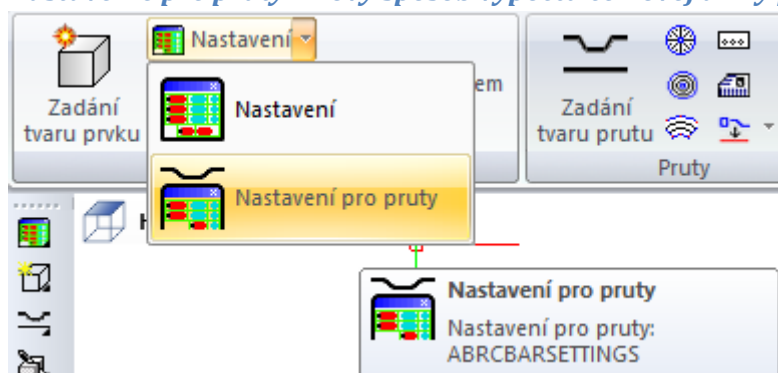 Nastavení
Zadání
tvaru prvku
Nastavení
em
Nastavení pro pruty
Zadání
tvaru prutu
Pruty
H
Nastavení pro pruty
Nastavení pro pruty:
ABRCBARSETTINGS